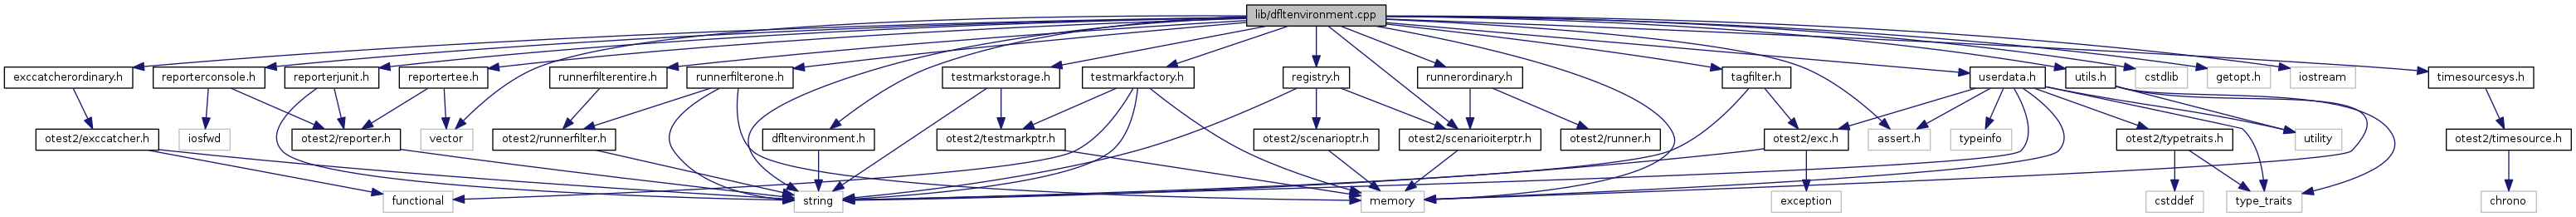 lib/dfltenvironment.cpp
exccatcherordinary.h
reporterconsole.h
reporterjunit.h
reportertee.h
runnerfilterentire.h
runnerfilterone.h
testmarkstorage.h
testmarkfactory.h
registry.h
runnerordinary.h
tagfilter.h
userdata.h
utils.h
cstdlib
getopt.h
iostream
timesourcesys.h
otest2/exccatcher.h
iosfwd
otest2/reporter.h
vector
otest2/runnerfilter.h
dfltenvironment.h
otest2/testmarkptr.h
otest2/scenarioptr.h
otest2/scenarioiterptr.h
otest2/runner.h
otest2/exc.h
assert.h
typeinfo
otest2/typetraits.h
utility
otest2/timesource.h
functional
string
memory
exception
cstddef
type_traits
chrono